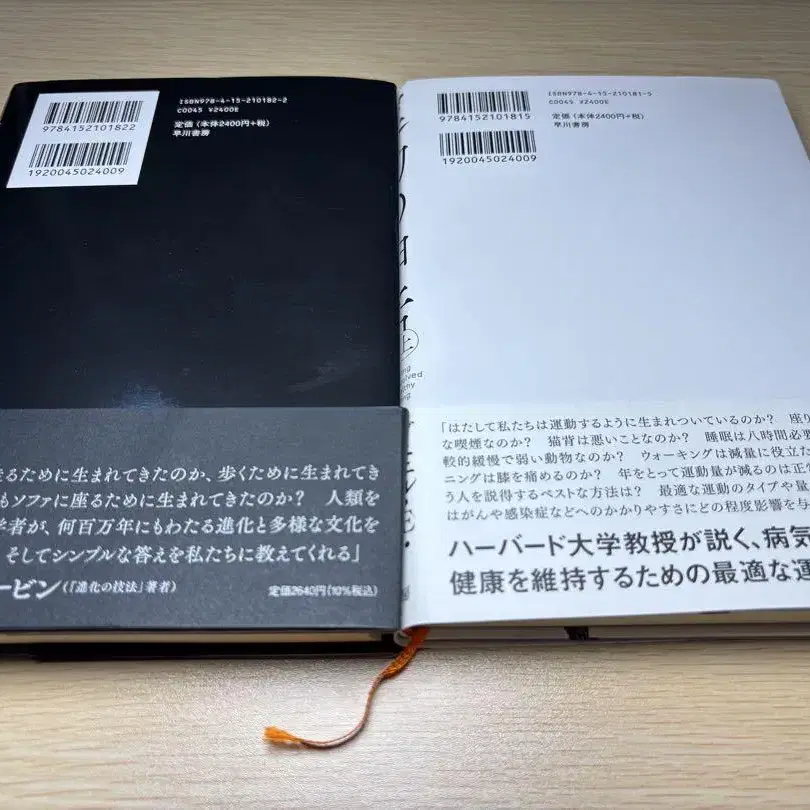 9784152101822
1920045024009
ISBN978-4-15-210182-2
C0045 ¥2400E
定価(本体2400円+税)
早川書房
るために生まれてきたのか、歩くために生まれてき
もソファに座るために生まれてきたのか? 人類を
学者が、何百万年にもわたる進化と多様な文化を
そしてシンプルな答えを私たちに教えてくれる」
ービン(『進化の技法』著者)
定価2640円(10%税込)
上
9784152101815
1920045024009
ISBN978-4-15-210181-5
C0045 ¥2400E
定価(本体2400円+税)
早川書房
「はたして私たちは運動するように生まれついているのか? 座り
な喫煙なのか? 猫背は悪いことなのか? 睡眠は八時間必要
較的緩慢で弱い動物なのか? ウォーキングは減量に役立た
ニングは膝を痛めるのか? 年をとって運動量が減るのは正
う人を説得するベストな方法は? 最適な運動のタイプや量
はがんや感染症などへのかかりやすさにどの程度影響を与
ハーバード大学教授が説く、病気
健康を維持するための最適な運